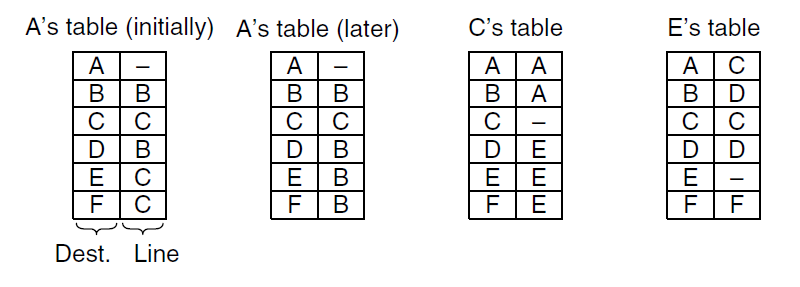 A's table (initially) A's table (later) C's table E's table
A – A – A A A C
B B B B B A B D
C C C C C – C C
D B D B D E D D
E C E B E E E –
F C F B F E F F
Dest. Line